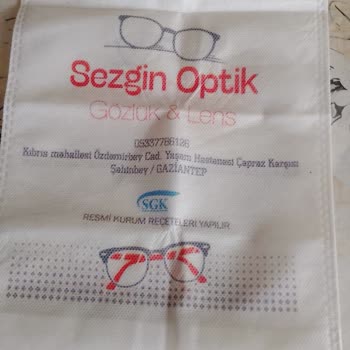 Sezgin Optik
Gözlük & Lens
05337786126
Kıbrıs mahallesi Özdemirbey Cad. Yaşam Hastanesi Çapraz Karşısı
Şahinbey / GAZİANTEP
SGK
RESMİ KURUM REÇETELERİ YAPILIR